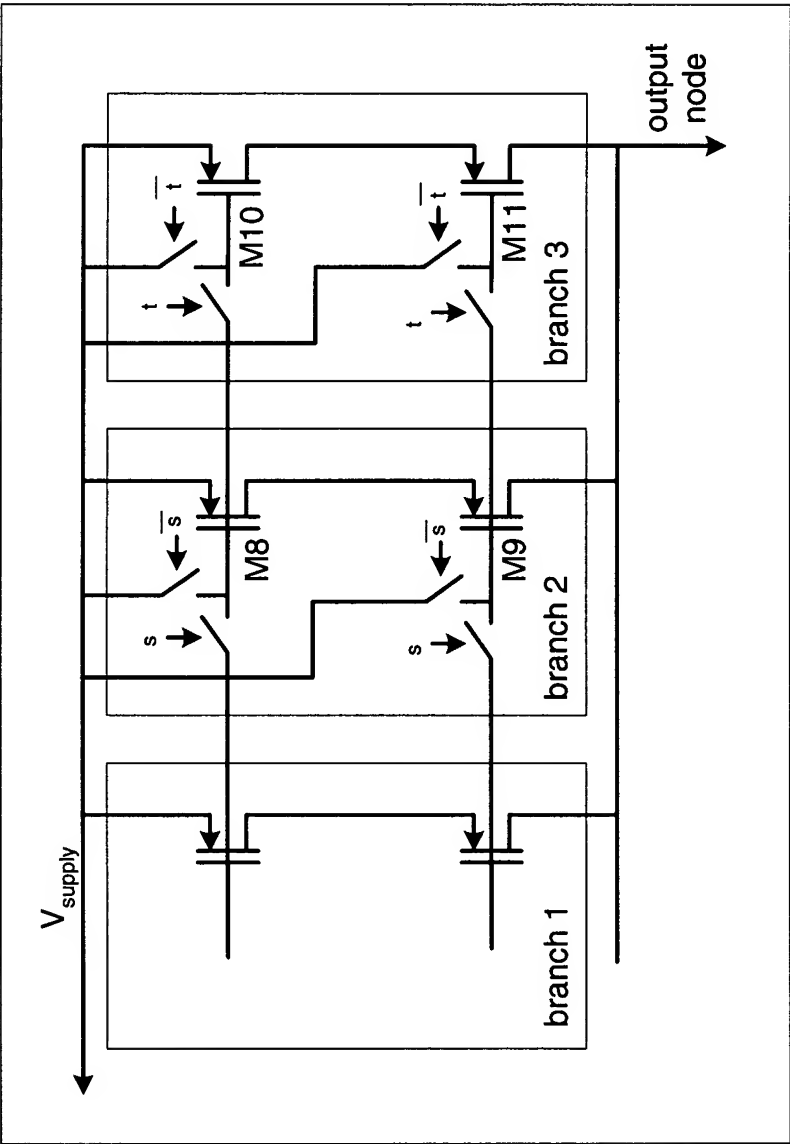 V_supply
branch 1
branch 2
branch 3
s
s̅
M8
s
s̅
M9
t
t̅
M10
t
t̅
M11
output
node